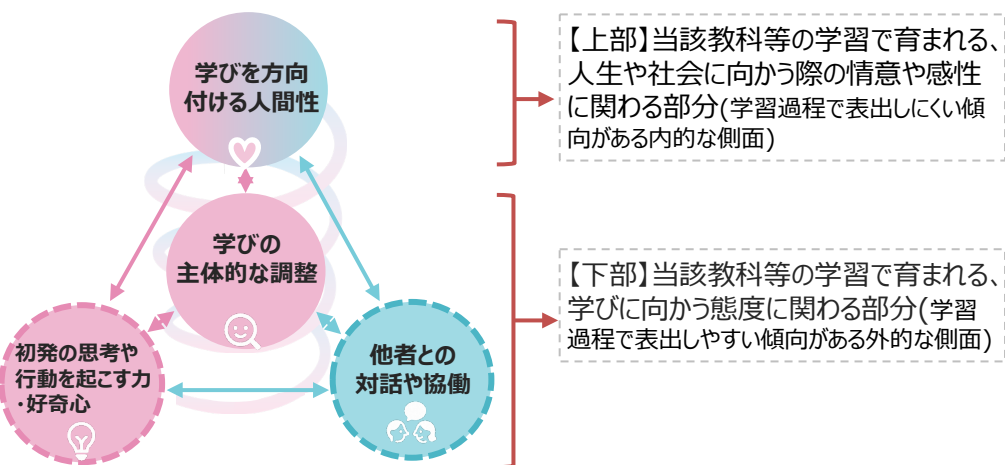 学びを方向
付ける人間性
学びの
主体的な調整
初発の思考や
行動を起こす力
・好奇心
他者との
対話や協働
【上部】当該教科等の学習で育まれる、
人生や社会に向かう際の情意や感性
に関わる部分(学習過程で表出しにくい傾
向がある内的な側面)
【下部】当該教科等の学習で育まれる、
学びに向かう態度に関わる部分(学習
過程で表出しやすい傾向がある外的な側面)